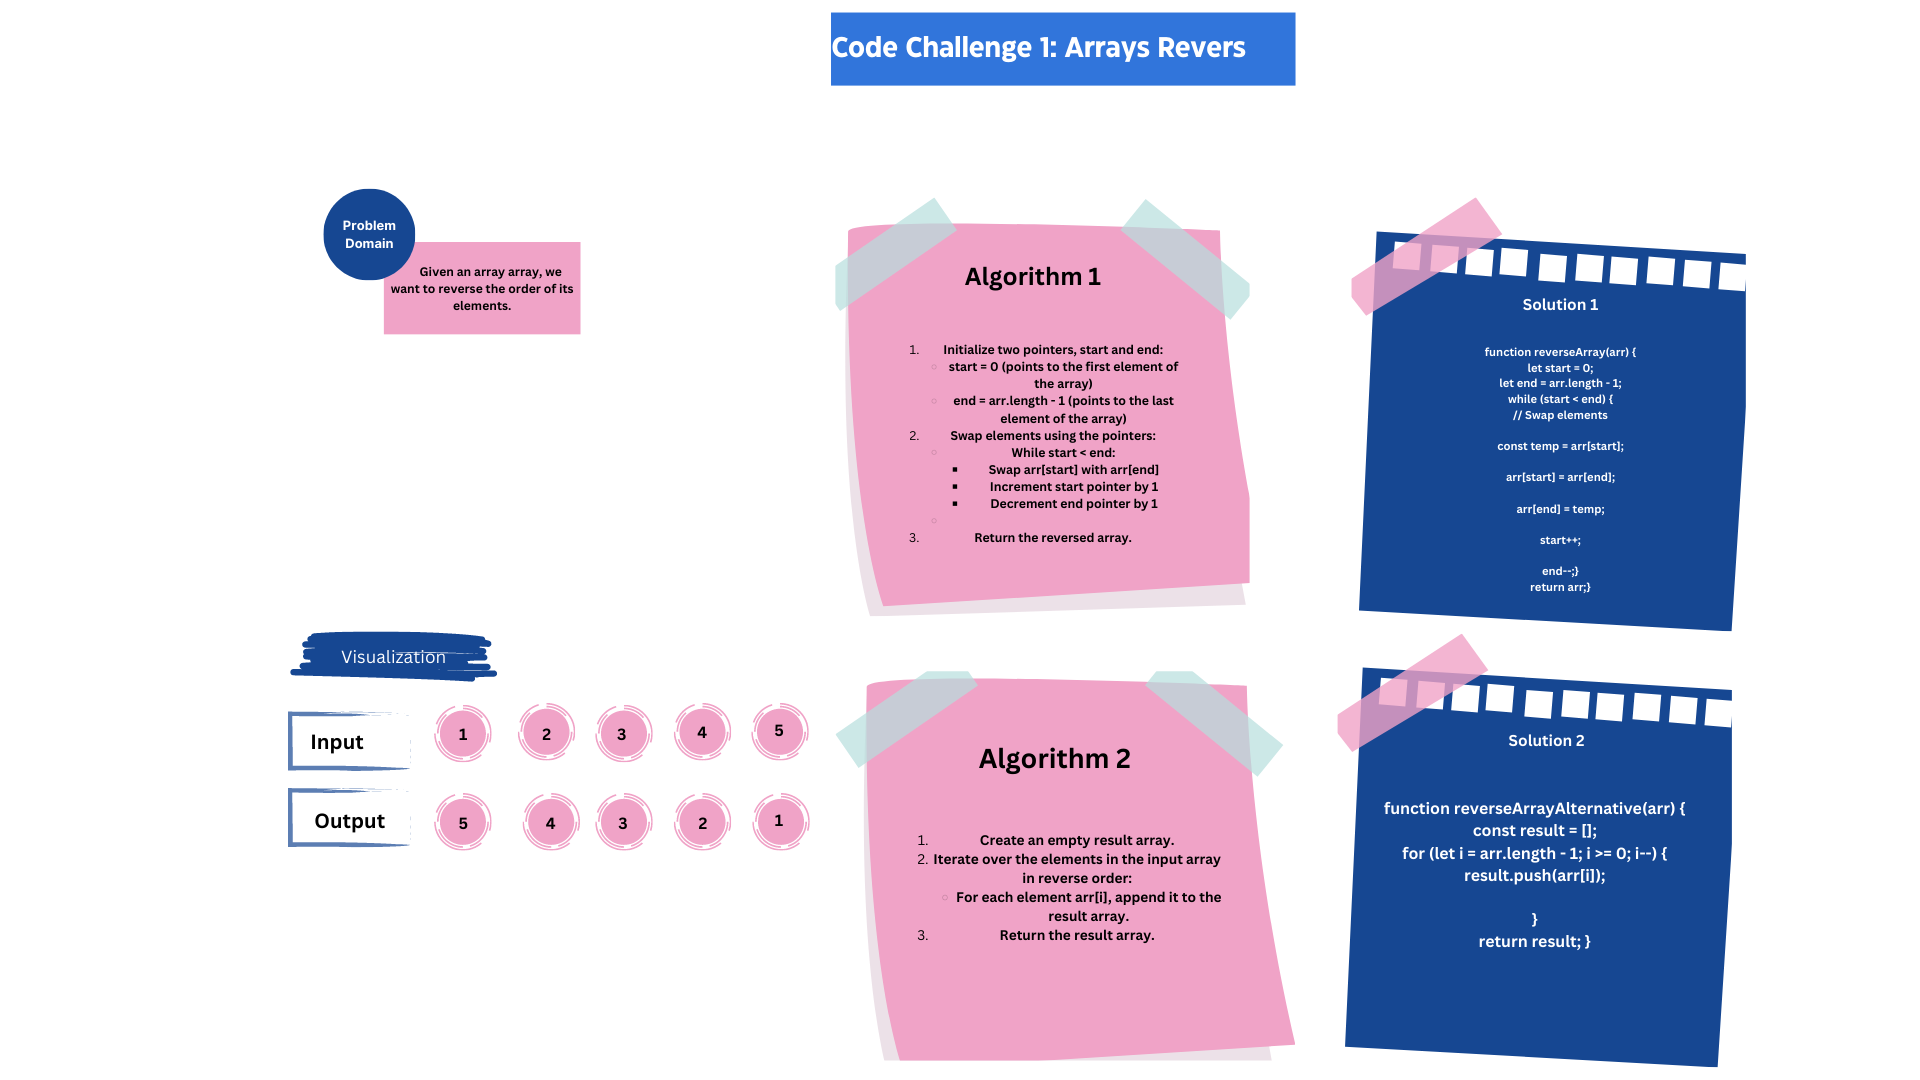 Code Challenge 1: Arrays Revers
Problem
Domain
Given an array array, we
want to reverse the order of its
elements.
Algorithm 1
1. Initialize two pointers, start and end:
○ start = 0 (points to the first element of
the array)
○ end = arr.length - 1 (points to the last
element of the array)
2. Swap elements using the pointers:
○ While start < end:
▪ Swap arr[start] with arr[end]
▪ Increment start pointer by 1
▪ Decrement end pointer by 1
○
3. Return the reversed array.
Solution 1
function reverseArray(arr) {
let start = 0;
let end = arr.length - 1;
while (start < end) {
// Swap elements
const temp = arr[start];
arr[start] = arr[end];
arr[end] = temp;
start++;
end--;}
return arr;}
Visualization
Input 1 2 3 4 5
Output 5 4 3 2 1
Algorithm 2
1. Create an empty result array.
2. Iterate over the elements in the input array
in reverse order:
○ For each element arr[i], append it to the
result array.
3. Return the result array.
Solution 2
function reverseArrayAlternative(arr) {
const result = [];
for (let i = arr.length - 1; i >= 0; i--) {
result.push(arr[i]);
}
return result; }